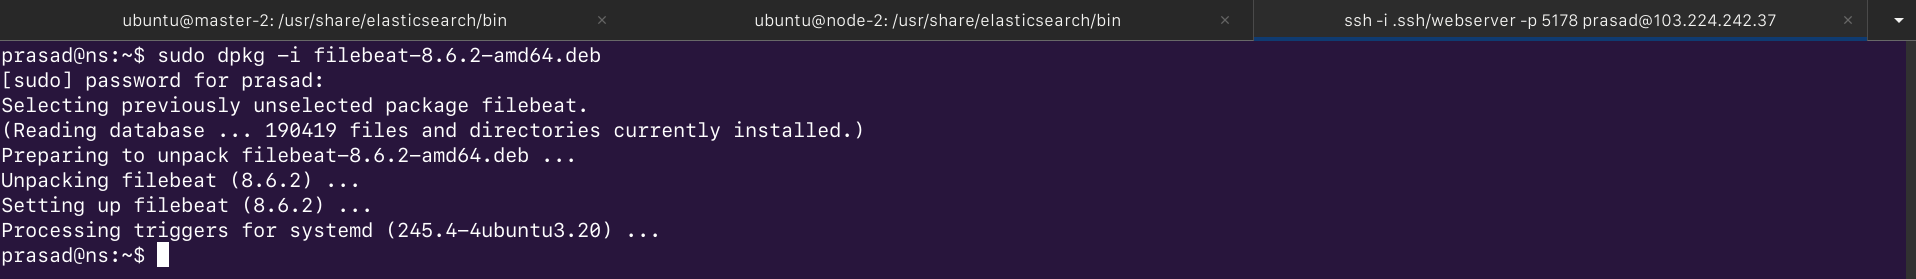 ubuntu@master-2: /usr/share/elasticsearch/bin × ubuntu@node-2: /usr/share/elasticsearch/bin × ssh -i .ssh/webserver -p 5178 prasad@103.224.242.37 ×
prasad@ns:~$ sudo dpkg -i filebeat-8.6.2-amd64.deb
[sudo] password for prasad:
Selecting previously unselected package filebeat.
(Reading database ... 190419 files and directories currently installed.)
Preparing to unpack filebeat-8.6.2-amd64.deb ...
Unpacking filebeat (8.6.2) ...
Setting up filebeat (8.6.2) ...
Processing triggers for systemd (245.4-4ubuntu3.20) ...
prasad@ns:~$